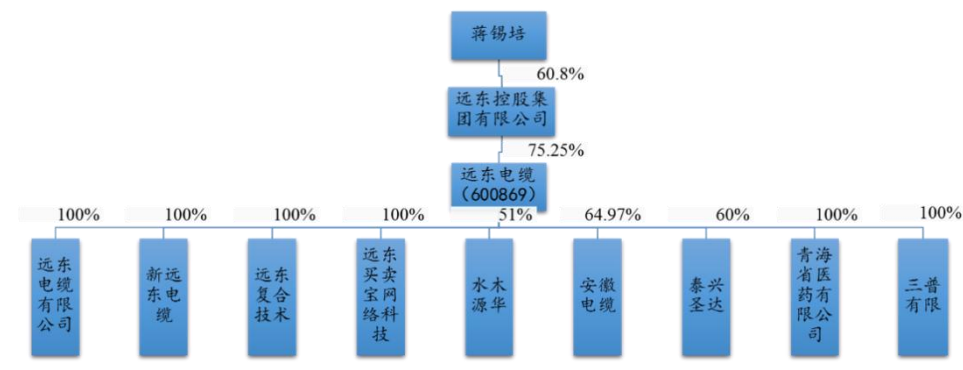 蒋锡培
60.8%
远东控股集
团有限公司
75.25%
远东电缆
（600869）
100%
100%
100%
100%
51%
64.97%
60%
100%
100%
远东
电缆
有限
公司
新远
东电
缆
远东
复合
技术
远东
买卖
宝网
络科
技
水木
源华
安徽
电缆
泰兴
圣达
青海
省医
药有
限公
司
三普
有限